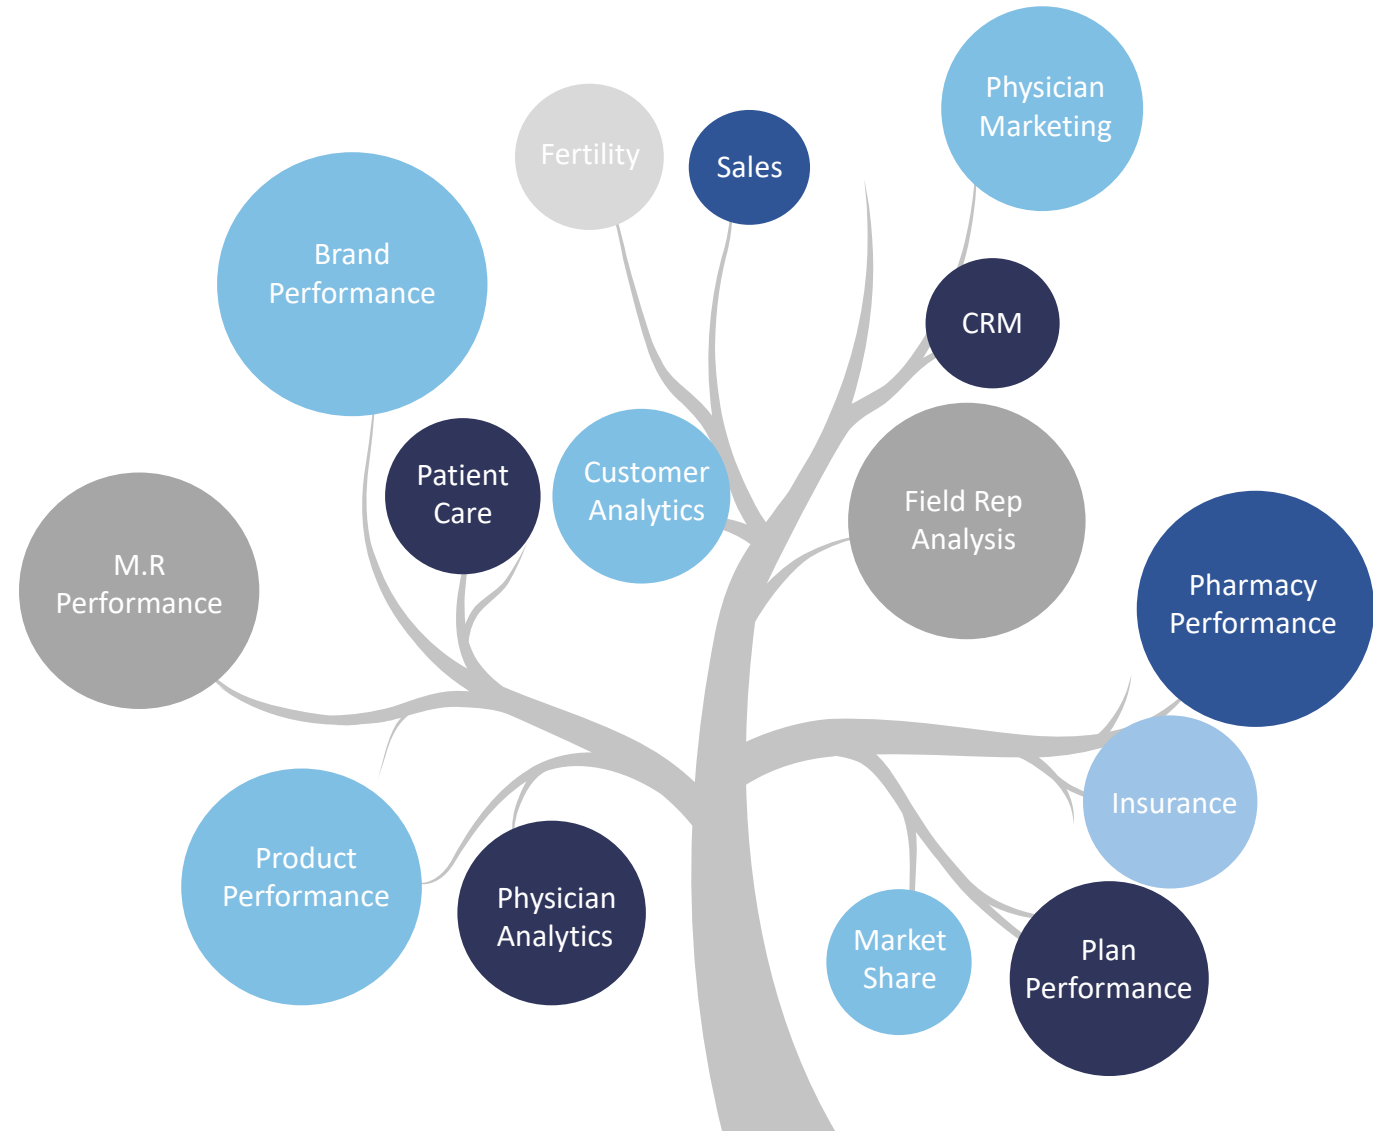 Physician
Marketing
Fertility
Sales
Brand
Performance
CRM
Patient
Care
Customer
Analytics
Field Rep
Analysis
M.R
Performance
Pharmacy
Performance
Insurance
Product
Performance
Physician
Analytics
Market
Share
Plan
Performance